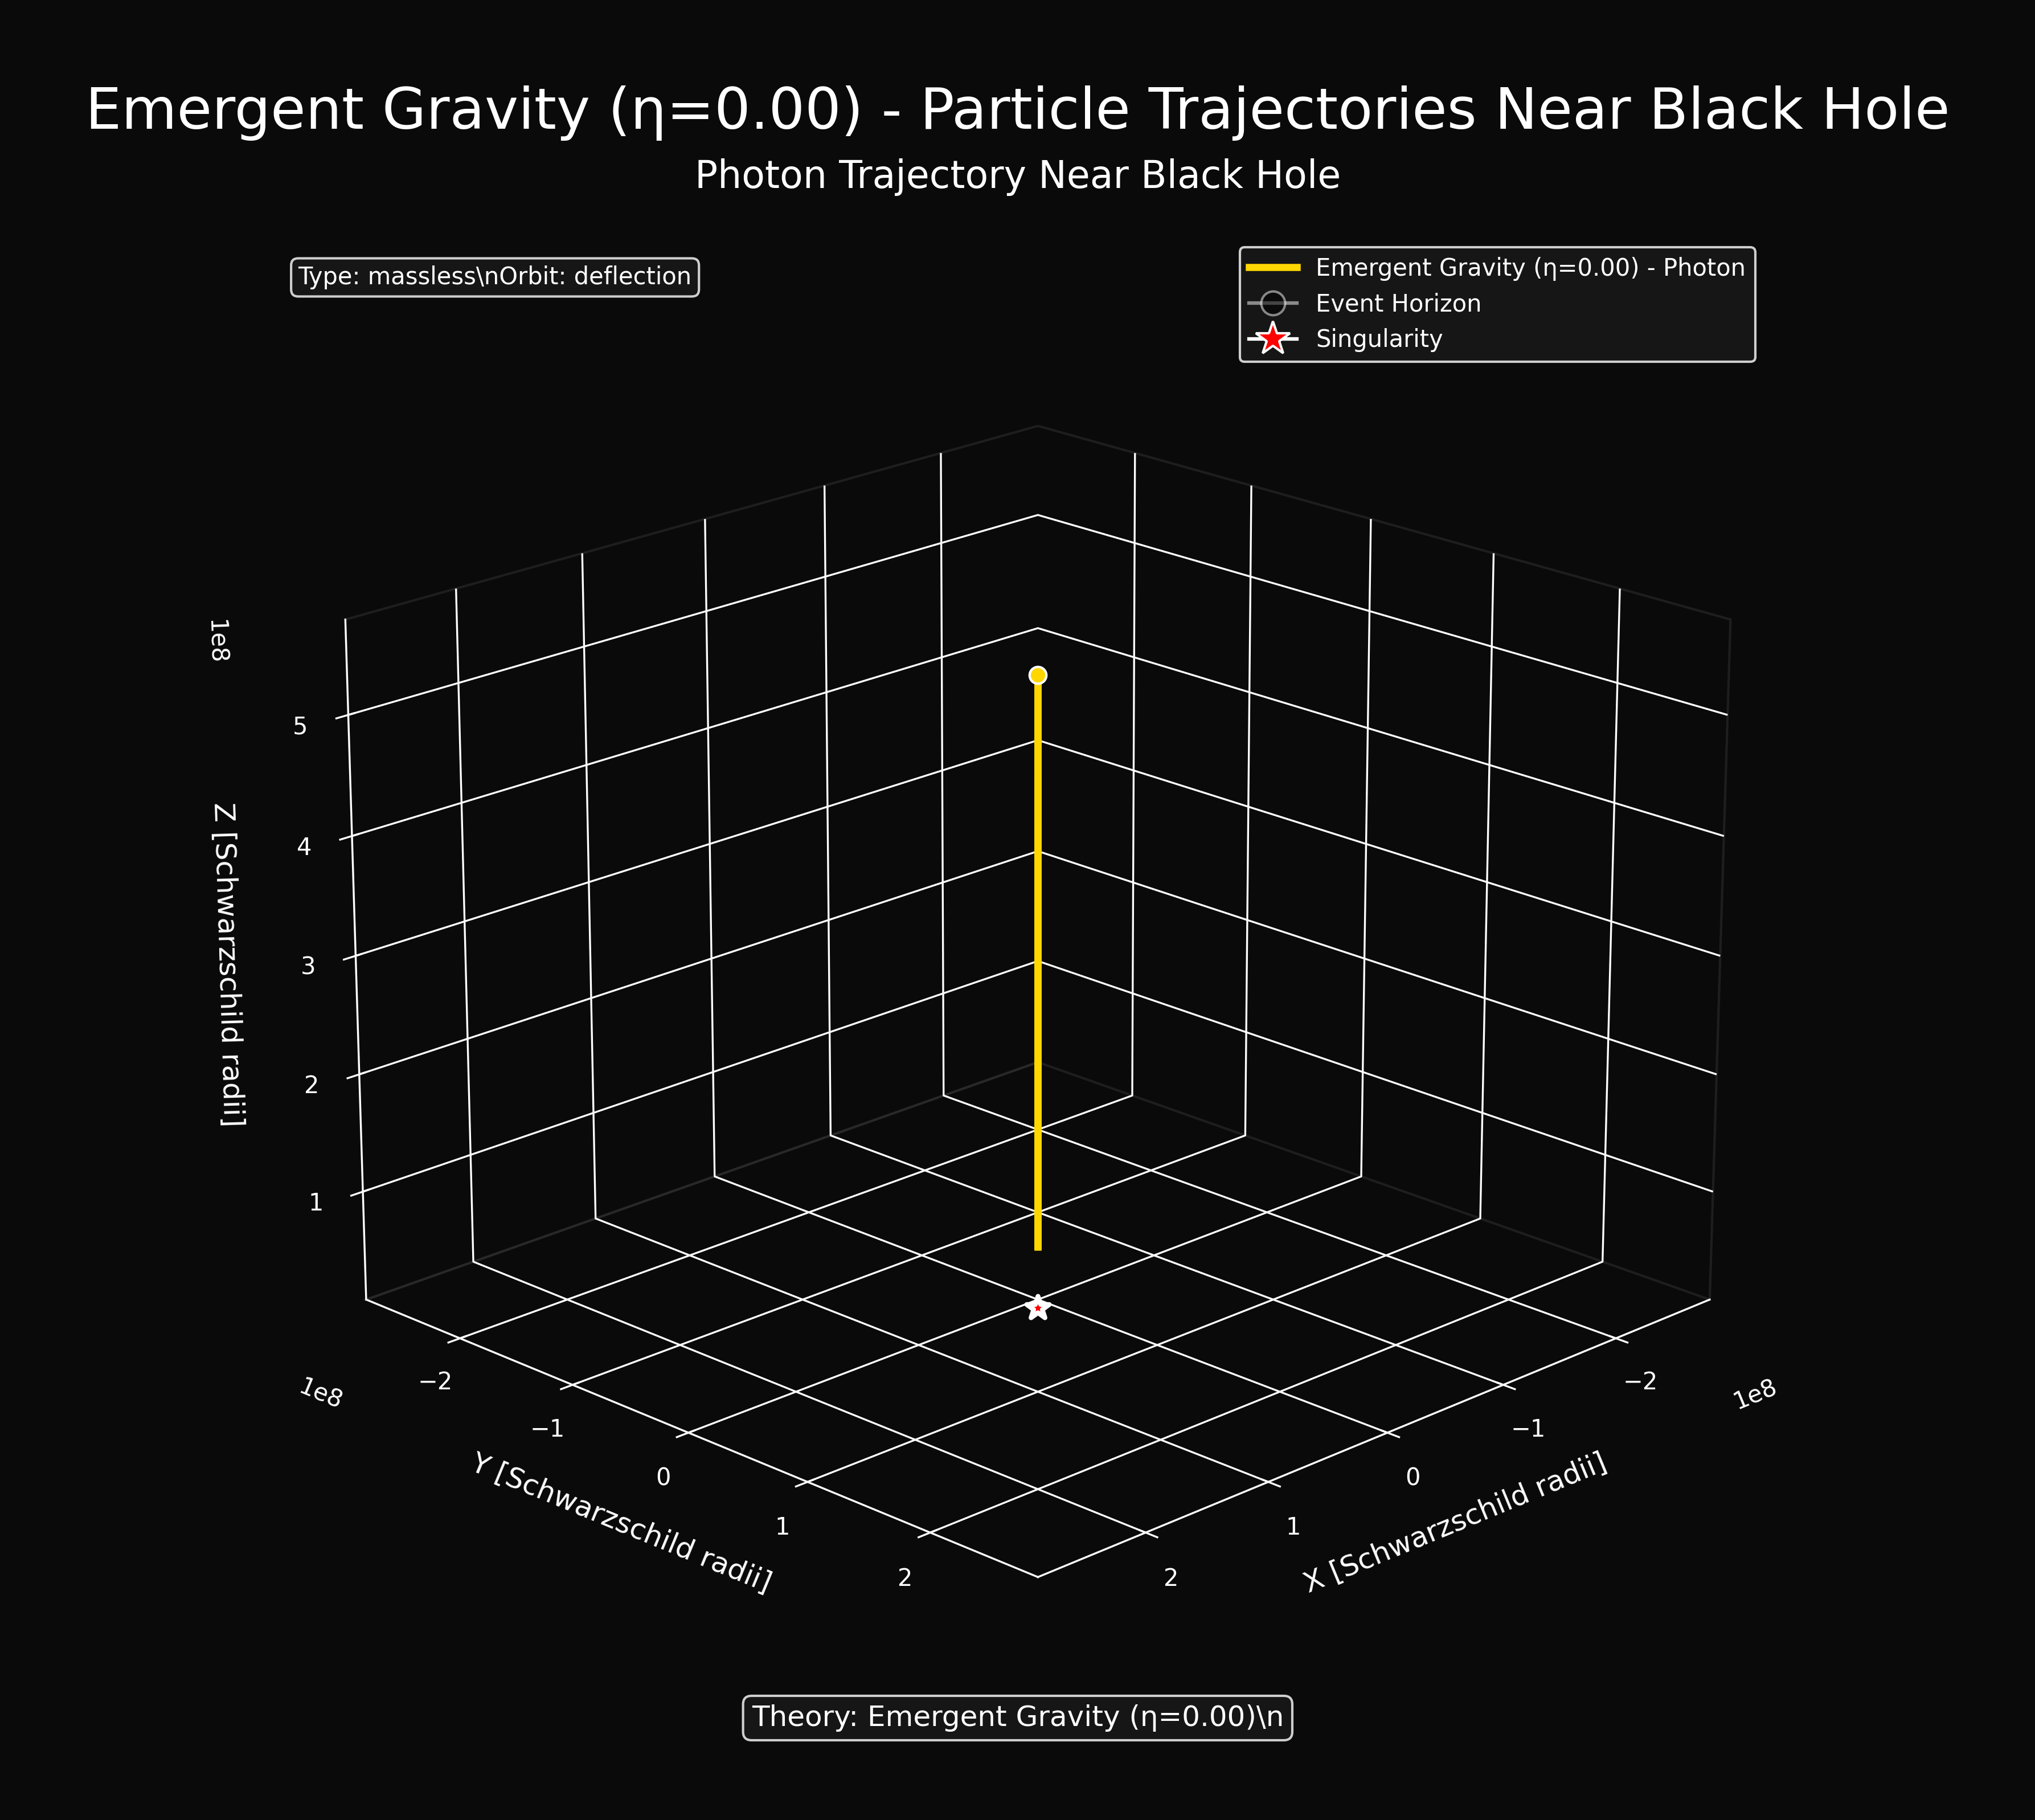 Emergent Gravity (η=0.00) - Particle Trajectories Near Black Hole
Photon Trajectory Near Black Hole
Type: massless\nOrbit: deflection
Emergent Gravity (η=0.00) - Photon
Event Horizon
Singularity
1e8
5
4
3
2
1
Z [Schwarzschild radii]
1e8
−2
−1
0
1
2
Y [Schwarzschild radii]
1e8
−2
−1
0
1
2
X [Schwarzschild radii]
Theory: Emergent Gravity (η=0.00)\n